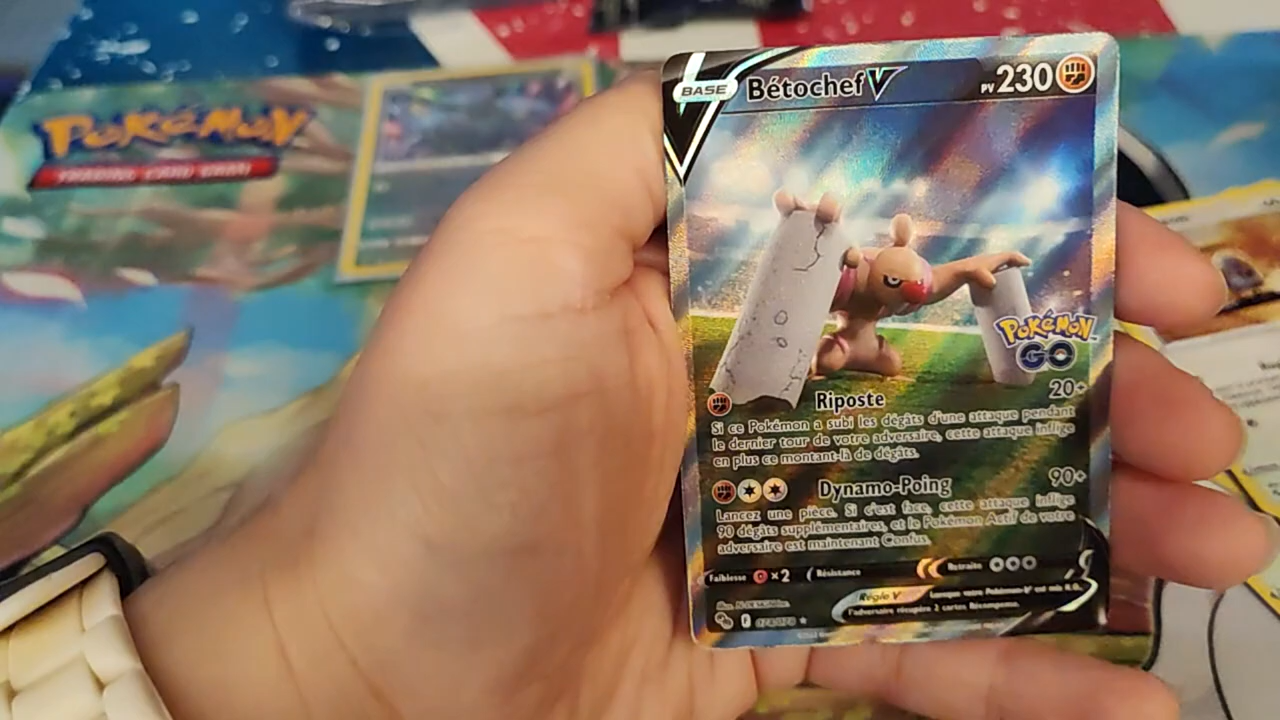 POKéMON
TRADING CARD GAME
BASE
Bétochef V
PV 230
POKéMON
GO
Riposte 20+
Si ce Pokémon a subi les dégâts d'une attaque pendant
le dernier tour de votre adversaire, cette attaque inflige
en plus ce montant-là de dégâts.
Dynamo-Poing 90+
Lancez une pièce. Si c'est face, cette attaque inflige
90 dégâts supplémentaires, et le Pokémon Actif de votre
adversaire est maintenant Confus.
Faiblesse ×2 Résistance Retraite
Règle V Lorsque votre Pokémon-V est mis K.O.,
l'adversaire récupère 2 cartes Récompense.